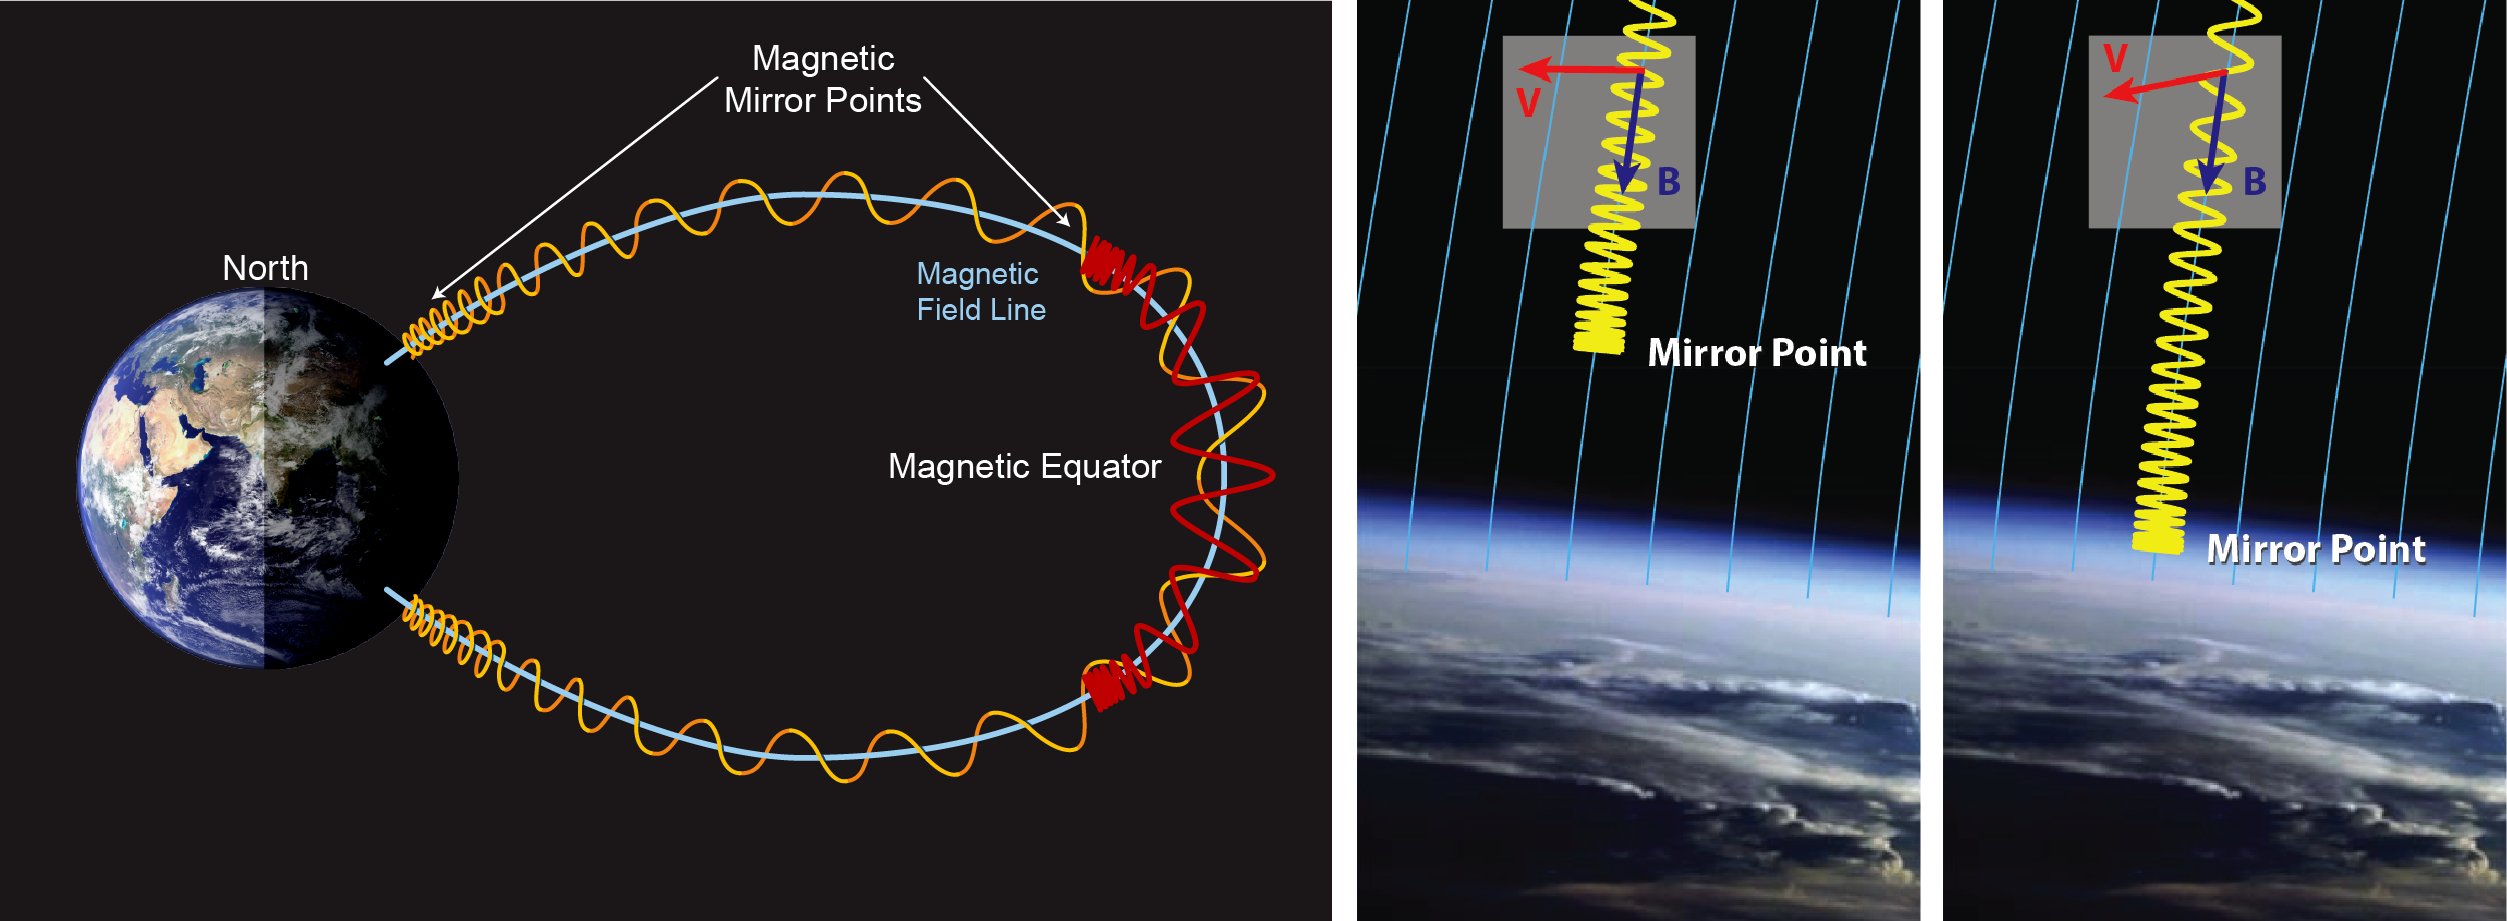 Magnetic
Mirror Points
North
Magnetic
Field Line
Magnetic Equator
V
B
Mirror Point
V
B
Mirror Point